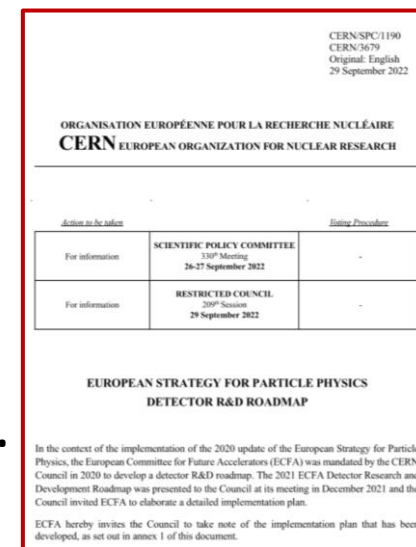 CERN/SPC/1190
CERN/3679
Original: English
29 September 2022
ORGANISATION EUROPÉENNE POUR LA RECHERCHE NUCLÉAIRE
CERN EUROPEAN ORGANIZATION FOR NUCLEAR RESEARCH
Action to be taken Voting Procedure
For information SCIENTIFIC POLICY COMMITTEE -
330th Meeting
26-27 September 2022
For information RESTRICTED COUNCIL -
209th Session
29 September 2022
EUROPEAN STRATEGY FOR PARTICLE PHYSICS
DETECTOR R&D ROADMAP
In the context of the implementation of the 2020 update of the European Strategy for Particle
Physics, the European Committee for Future Accelerators (ECFA) was mandated by the CERN
Council in 2020 to develop a detector R&D roadmap. The 2021 ECFA Detector Research and
Development Roadmap was presented to the Council at its meeting in December 2021 and the
Council invited ECFA to elaborate a detailed implementation plan.
ECFA hereby invites the Council to take note of the implementation plan that has been
developed, as set out in annex 1 of this document.